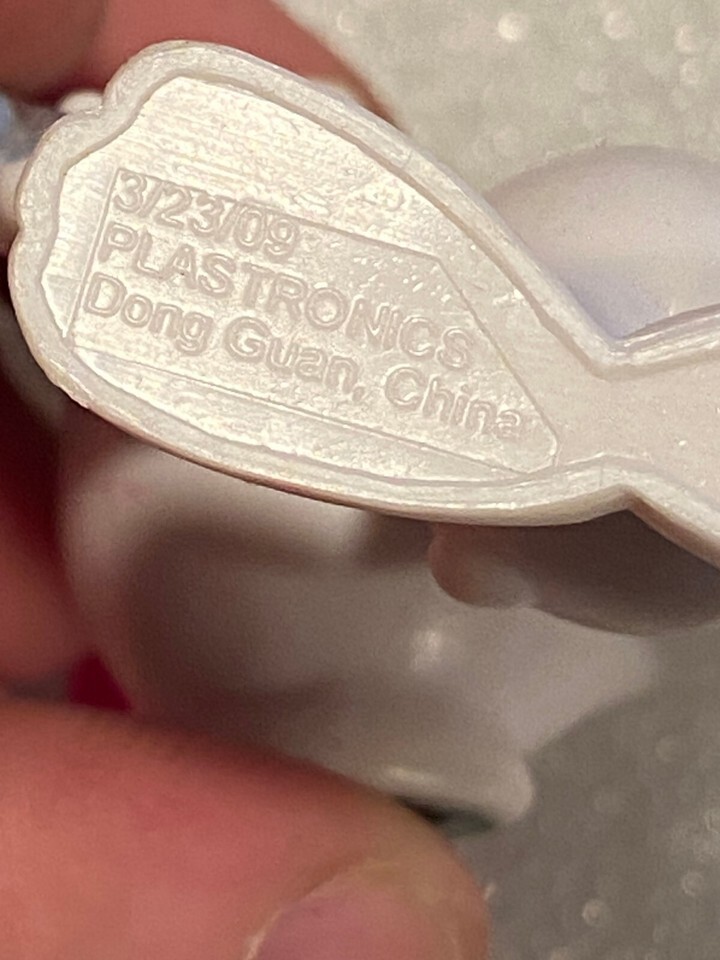 3/23/09
PLASTRONICS
Dong Guan, China